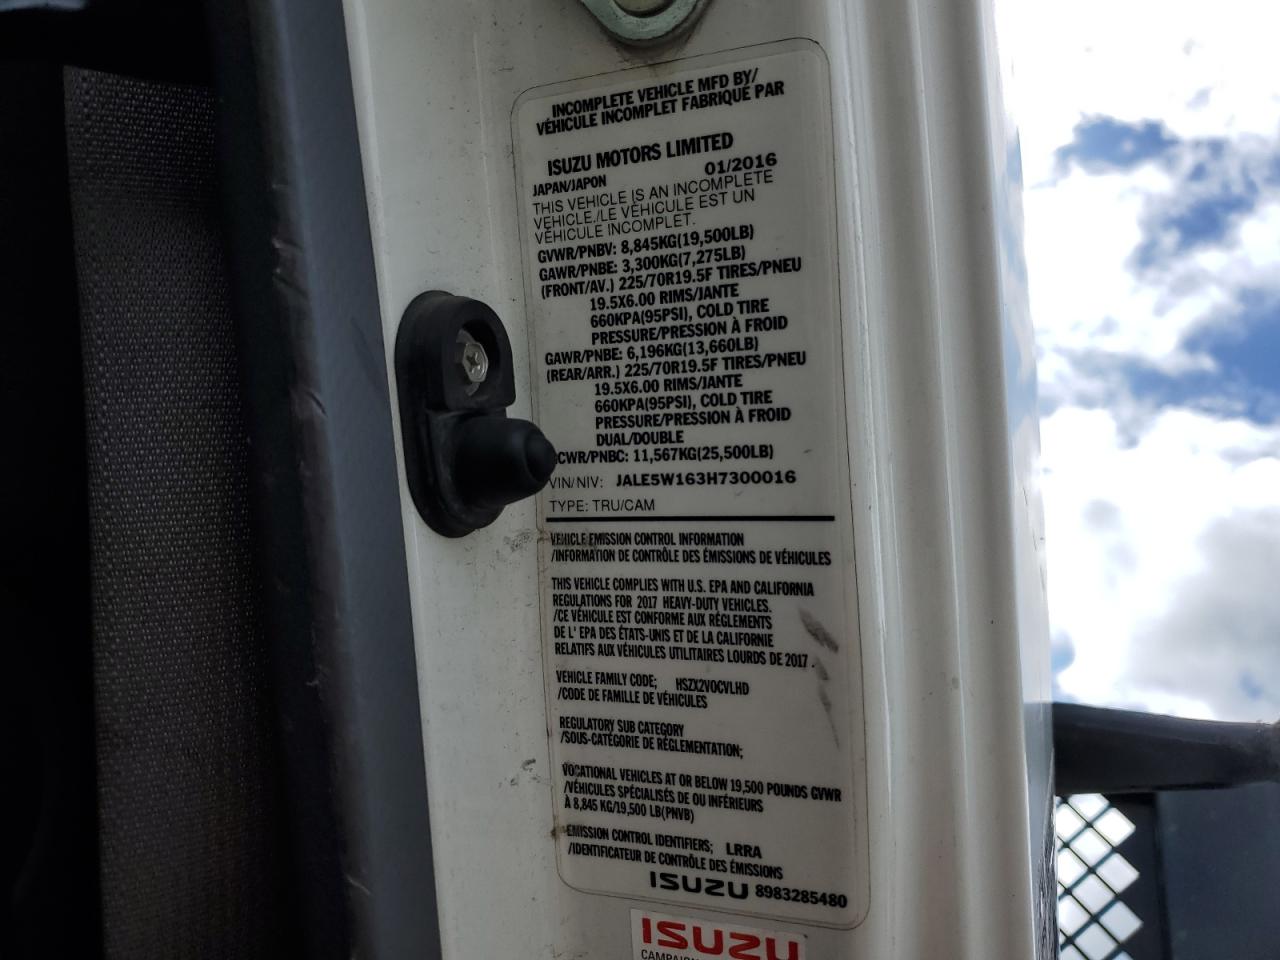 INCOMPLETE VEHICLE MFD BY/
VÉHICULE INCOMPLET FABRIQUÉ PAR
ISUZU MOTORS LIMITED
JAPAN/JAPON 01/2016
THIS VEHICLE IS AN INCOMPLETE
VEHICLE./LE VÉHICULE EST UN
VÉHICULE INCOMPLET.
GVWR/PNBV: 8,845KG(19,500LB)
GAWR/PNBE: 3,300KG(7,275LB)
(FRONT/AV.) 225/70R19.5F TIRES/PNEU
19.5X6.00 RIMS/JANTE
660KPA(95PSI), COLD TIRE
PRESSURE/PRESSION À FROID
GAWR/PNBE: 6,196KG(13,660LB)
(REAR/ARR.) 225/70R19.5F TIRES/PNEU
19.5X6.00 RIMS/JANTE
660KPA(95PSI), COLD TIRE
PRESSURE/PRESSION À FROID
DUAL/DOUBLE
CWR/PNBC: 11,567KG(25,500LB)
VIN/NIV: JALE5W163H7300016
TYPE: TRU/CAM
VEHICLE EMISSION CONTROL INFORMATION
/INFORMATION DE CONTRÔLE DES ÉMISSIONS DE VÉHICULES
THIS VEHICLE COMPLIES WITH U.S. EPA AND CALIFORNIA
REGULATIONS FOR 2017 HEAVY-DUTY VEHICLES.
/CE VÉHICULE EST CONFORME AUX RÉGLEMENTS
DE L' EPA DES ÉTATS-UNIS ET DE LA CALIFORNIE
RELATIFS AUX VÉHICULES UTILITAIRES LOURDS DE 2017 .
VEHICLE FAMILY CODE; HSZX2VOCVLHD
/CODE DE FAMILLE DE VÉHICULES
REGULATORY SUB CATEGORY
/SOUS-CATÉGORIE DE RÉGLEMENTATION;
VOCATIONAL VEHICLES AT OR BELOW 19,500 POUNDS GVWR
/VÉHICULES SPÉCIALISÉS DE OU INFÉRIEURS
À 8,845 KG/19,500 LB(PNVB)
EMISSION CONTROL IDENTIFIERS; LRRA
/IDENTIFICATEUR DE CONTRÔLE DES ÉMISSIONS
ISUZU 8983285480
ISUZU